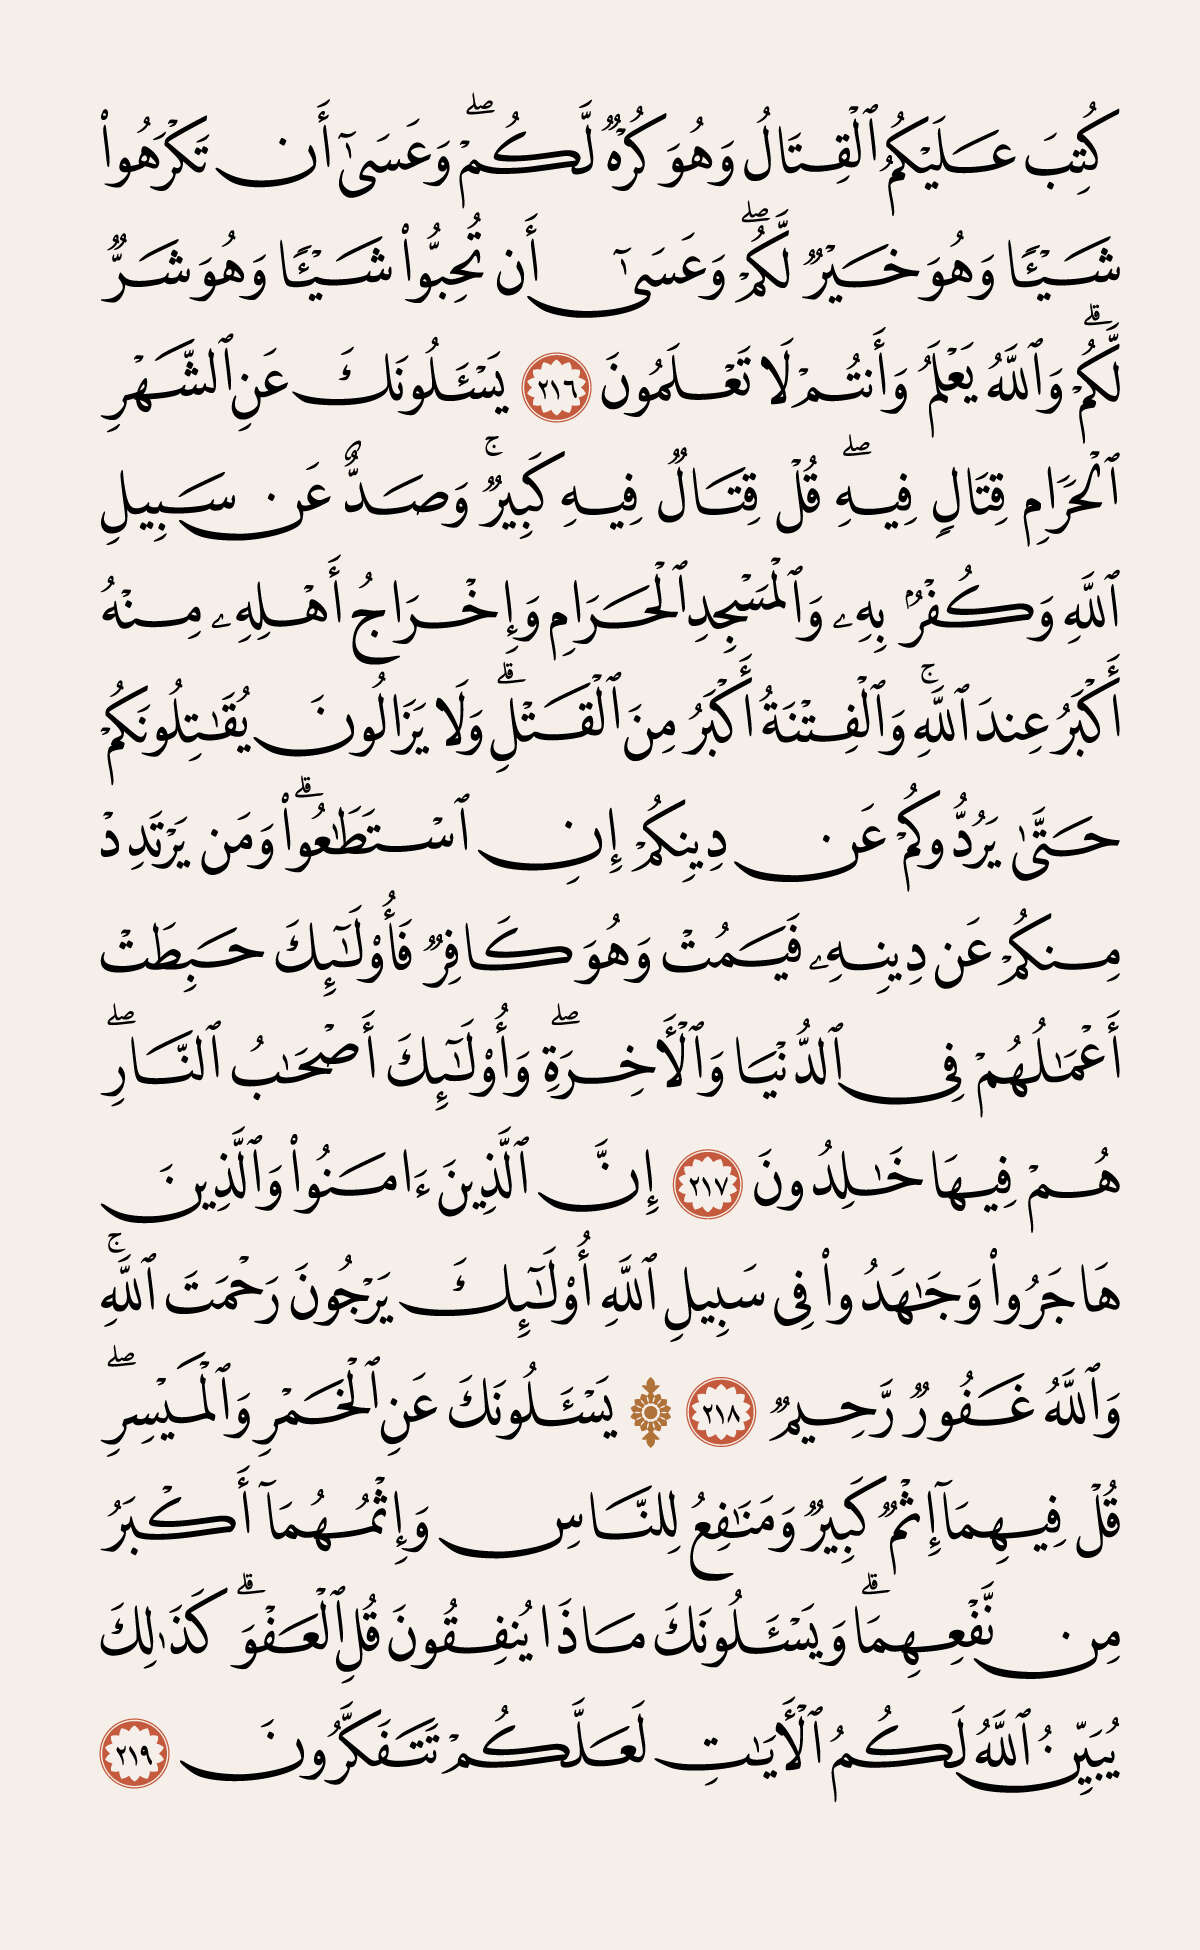 كُتِبَ عَلَيْكُمُ ٱلْقِتَالُ وَهُوَ كُرْهٌ لَّكُمْ ۖ وَعَسَىٰٓ أَن تَكْرَهُوا۟
شَيْـًٔا وَهُوَ خَيْرٌ لَّكُمْ ۖ وَعَسَىٰٓ أَن تُحِبُّوا۟ شَيْـًٔا وَهُوَ شَرٌّ
لَّكُمْ ۗ وَٱللَّهُ يَعْلَمُ وَأَنتُمْ لَا تَعْلَمُونَ ٢١٦ يَسْـَٔلُونَكَ عَنِ ٱلشَّهْرِ
ٱلْحَرَامِ قِتَالٍ فِيهِ ۖ قُلْ قِتَالٌ فِيهِ كَبِيرٌ ۚ وَصَدٌّ عَن سَبِيلِ
ٱللَّهِ وَكُفْرٌۢ بِهِۦ وَٱلْمَسْجِدِ ٱلْحَرَامِ وَإِخْرَاجُ أَهْلِهِۦ مِنْهُ
أَكْبَرُ عِندَ ٱللَّهِ ۚ وَٱلْفِتْنَةُ أَكْبَرُ مِنَ ٱلْقَتْلِ ۗ وَلَا يَزَالُونَ يُقَـٰتِلُونَكُمْ
حَتَّىٰ يَرُدُّوكُمْ عَن دِينِكُمْ إِنِ ٱسْتَطَـٰعُوا۟ ۗ وَمَن يَرْتَدِدْ
مِنكُمْ عَن دِينِهِۦ فَيَمُتْ وَهُوَ كَافِرٌ فَأُو۟لَـٰٓئِكَ حَبِطَتْ
أَعْمَـٰلُهُمْ فِى ٱلدُّنْيَا وَٱلْـَٔاخِرَةِ ۖ وَأُو۟لَـٰٓئِكَ أَصْحَـٰبُ ٱلنَّارِ ۖ
هُمْ فِيهَا خَـٰلِدُونَ ٢١٧ إِنَّ ٱلَّذِينَ ءَامَنُوا۟ وَٱلَّذِينَ
هَاجَرُوا۟ وَجَـٰهَدُوا۟ فِى سَبِيلِ ٱللَّهِ أُو۟لَـٰٓئِكَ يَرْجُونَ رَحْمَتَ ٱللَّهِ ۚ
وَٱللَّهُ غَفُورٌ رَّحِيمٌ ٢١٨ ۞ يَسْـَٔلُونَكَ عَنِ ٱلْخَمْرِ وَٱلْمَيْسِرِ ۖ
قُلْ فِيهِمَآ إِثْمٌ كَبِيرٌ وَمَنَـٰفِعُ لِلنَّاسِ وَإِثْمُهُمَآ أَكْبَرُ
مِن نَّفْعِهِمَا ۗ وَيَسْـَٔلُونَكَ مَاذَا يُنفِقُونَ قُلِ ٱلْعَفْوَ ۗ كَذَٰلِكَ
يُبَيِّنُ ٱللَّهُ لَكُمُ ٱلْـَٔايَـٰتِ لَعَلَّكُمْ تَتَفَكَّرُونَ ٢١٩